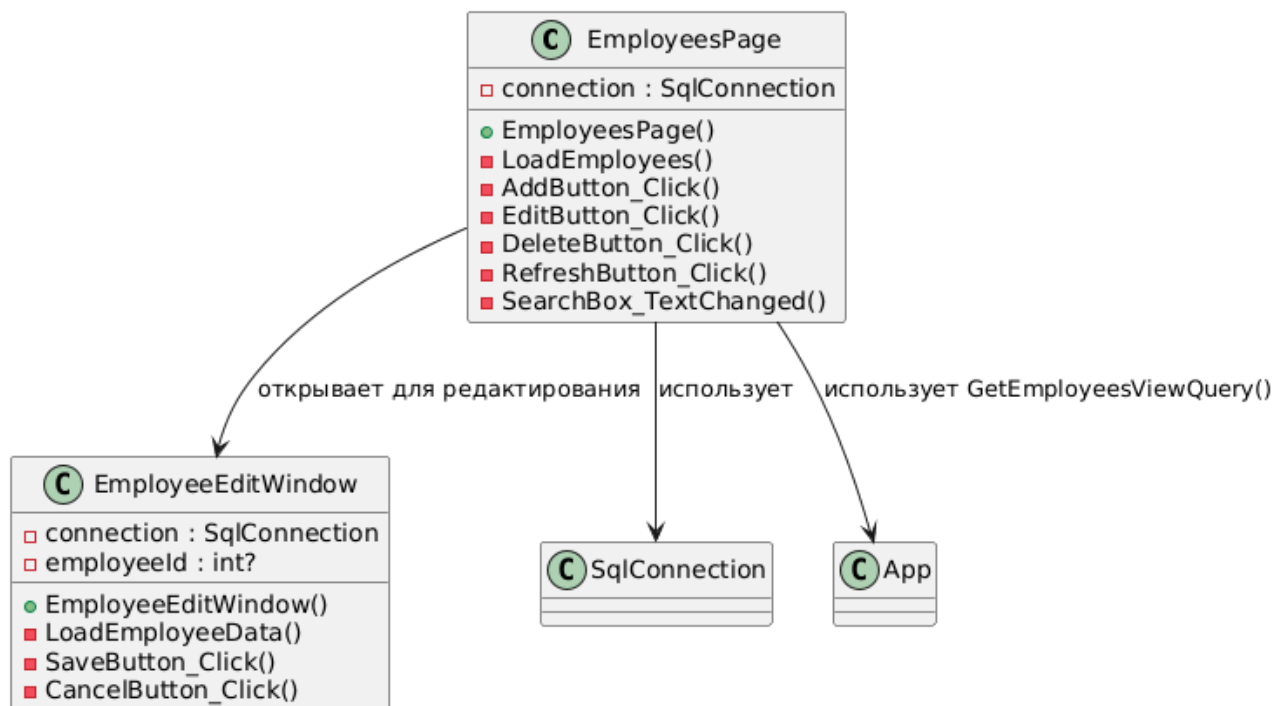 C EmployeesPage
connection : SqlConnection
EmployeesPage()
LoadEmployees()
AddButton_Click()
EditButton_Click()
DeleteButton_Click()
RefreshButton_Click()
SearchBox_TextChanged()
открывает для редактирования
использует
использует GetEmployeesViewQuery()
C EmployeeEditWindow
connection : SqlConnection
employeeId : int?
EmployeeEditWindow()
LoadEmployeeData()
SaveButton_Click()
CancelButton_Click()
C SqlConnection
C App